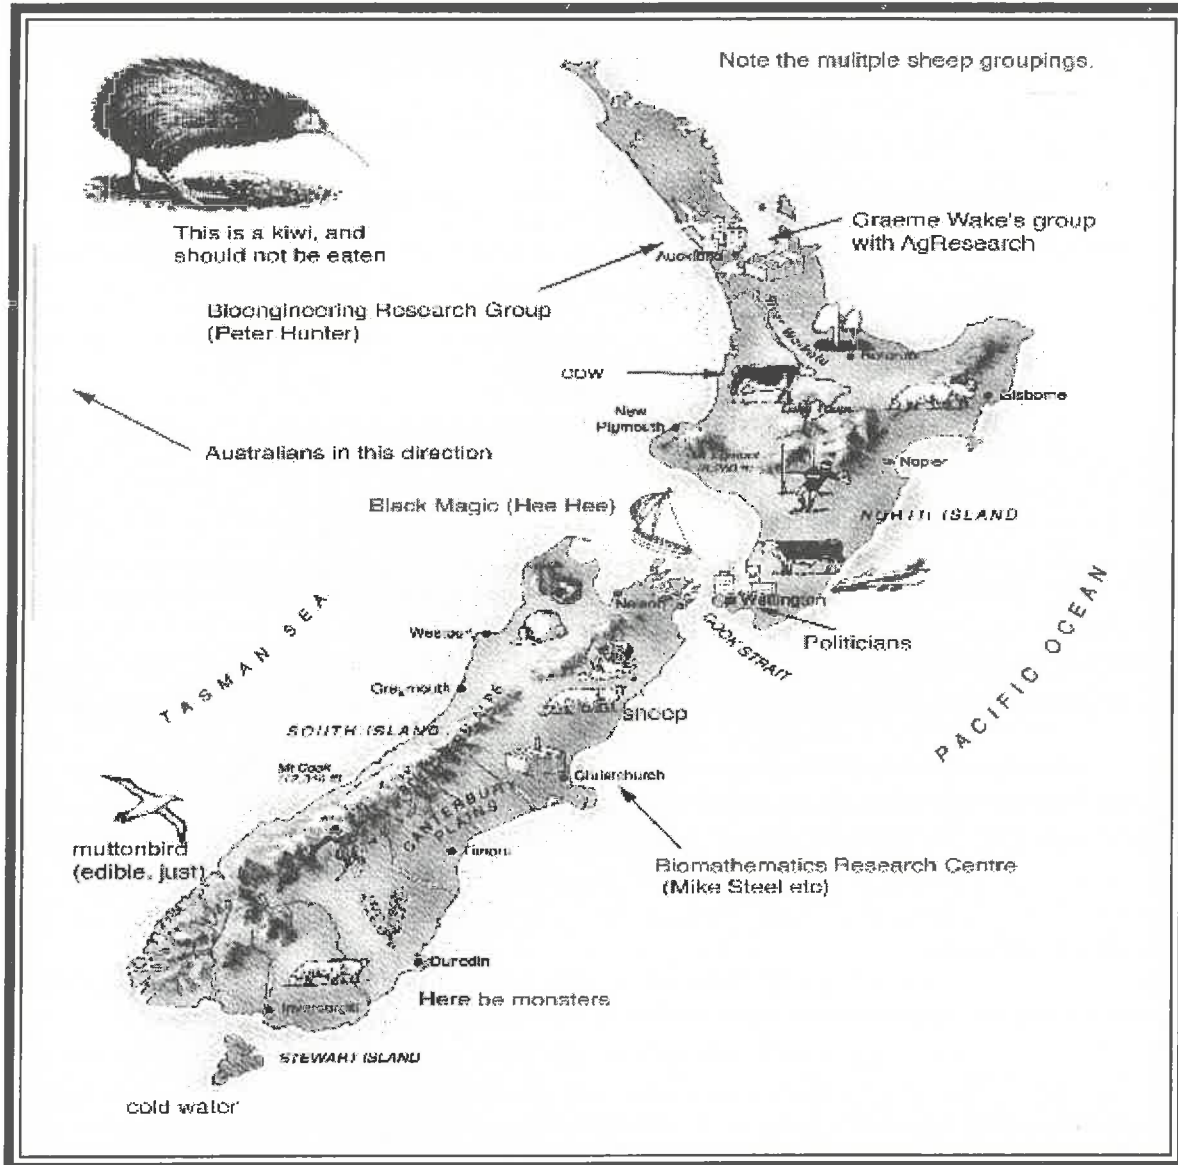 Note the mulitple sheep groupings.
This is a kiwi, and
should not be eaten
Graeme Wake's group
with AgResearch
Auckland
Bioengineering Research Group
(Peter Hunter)
cow
Gisborne
New
Plymouth
Australians in this direction
Napier
Black Magic (Hee Hee)
NORTH ISLAND
Nelson
Wellington
Politicians
COOK STRAIT
Westport
TASMAN SEA
PACIFIC OCEAN
Greymouth
sheep
SOUTH ISLAND
Mt Cook
Christchurch
CANTERBURY
PLAINS
muttonbird
(edible, just)
Timaru
Biomathematics Research Centre
(Mike Steel etc)
Dunedin
Here be monsters
Invercargill
STEWART ISLAND
cold water